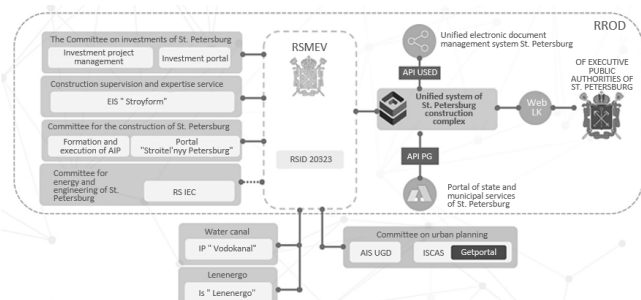 RROD
The Committee on investments of St. Petersburg
Investment project
management
Investment portal
Construction supervision and expertise service
EIS " Stroyform"
Committee for the construction of St. Petersburg
Formation and
execution of AIP
Portal
"Stroitel'nyy Petersburg"
Committee for
energy and
engineering of St.
Petersburg
RS IEC
RSMEV
RSID 20323
Unified electronic document
management system St. Petersburg
API USED
Unified system of
St. Petersburg
construction
complex
Web
LK
OF EXECUTIVE
PUBLIC
AUTHORITIES OF
ST. PETERSBURG
API PG
Portal of state and
municipal services
of St. Petersburg
Water canal
IP " Vodokanal"
Lenenergo
Is " Lenenergo"
Committee on urban planning
AIS UGD
ISCAS
Getportal